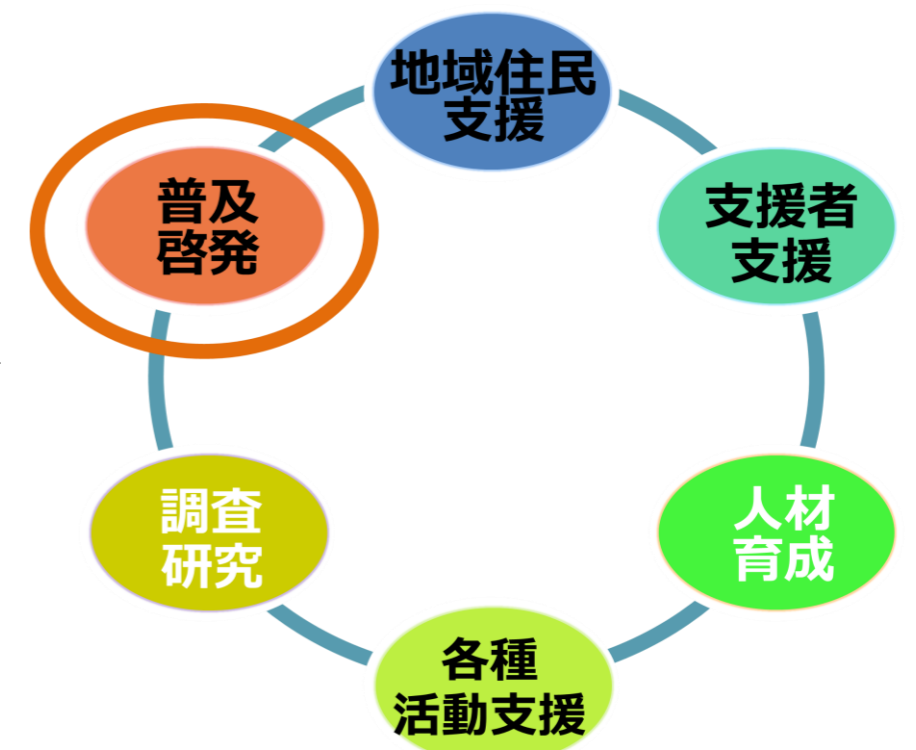 地域住民
支援
支援者
支援
人材
育成
各種
活動支援
調査
研究
普及
啓発